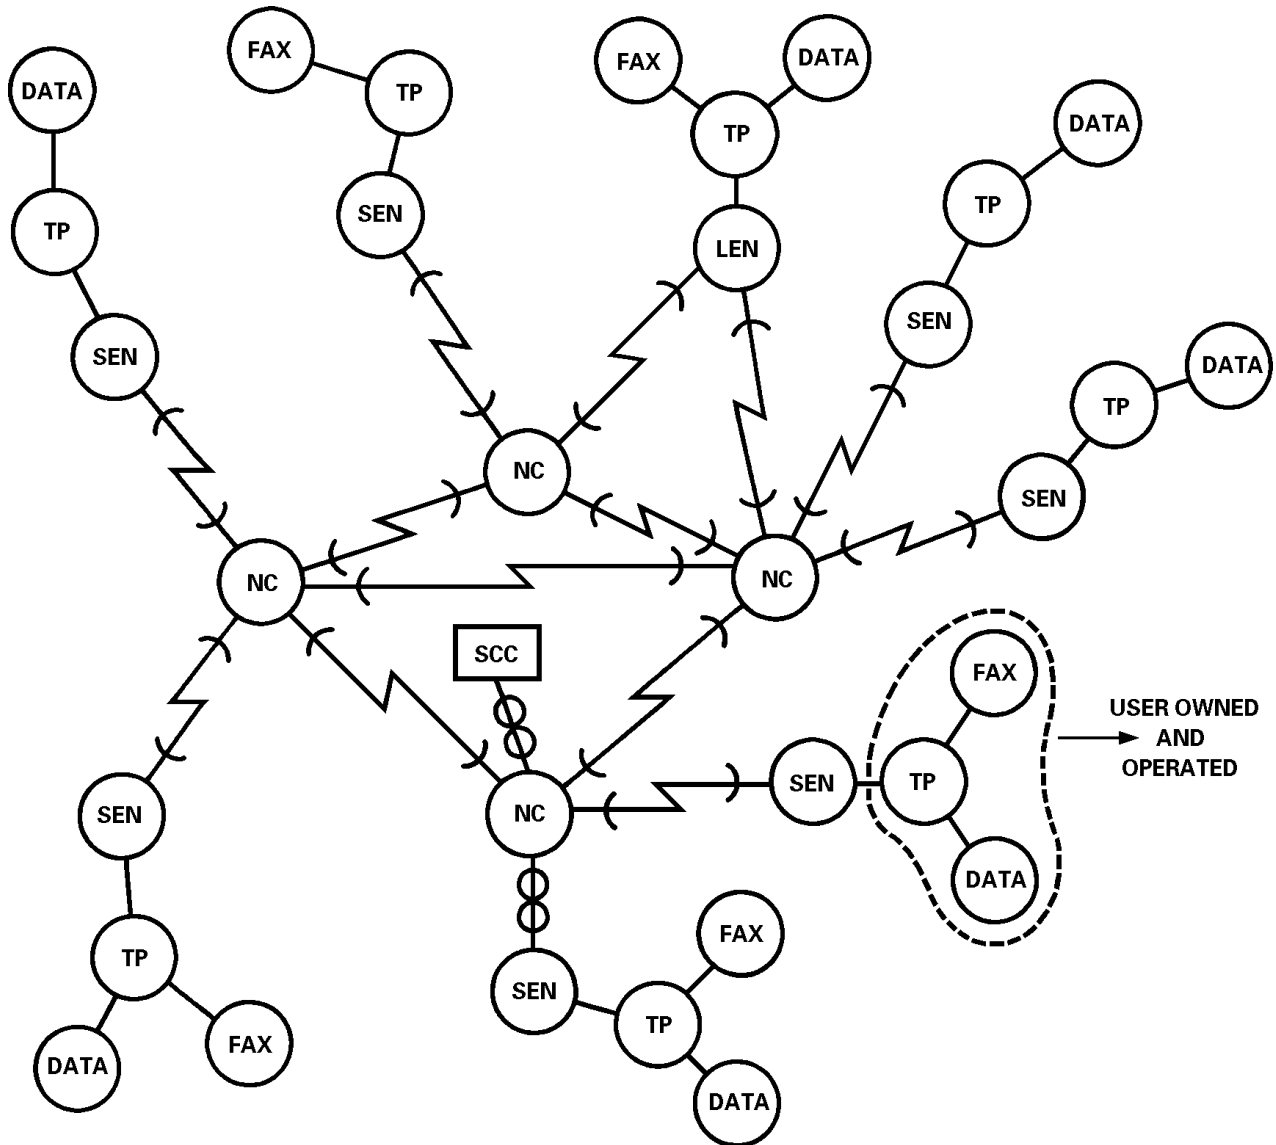 FAX
FAX
DATA
DATA
TP
DATA
TP
TP
SEN
TP
TP
LEN
SEN
SEN
DATA
TP
NC
SEN
NC
NC
SCC
FAX
USER OWNED
AND
OPERATED
SEN
TP
SEN
NC
DATA
FAX
TP
SEN
TP
FAX
DATA
DATA